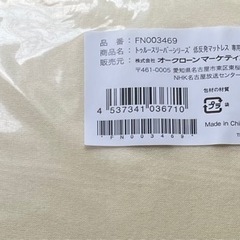 品番: FN003469
商品名: トゥルースリーパーシリーズ 低反発マットレス 専用
販売元: 株式会社 オークローンマーケティ
〒461-0005 愛知県名古屋市東区東桜
NHK名古屋放送センター
包材の材質
4 537341 036710
プラ
MADE IN CH
*FN003469*